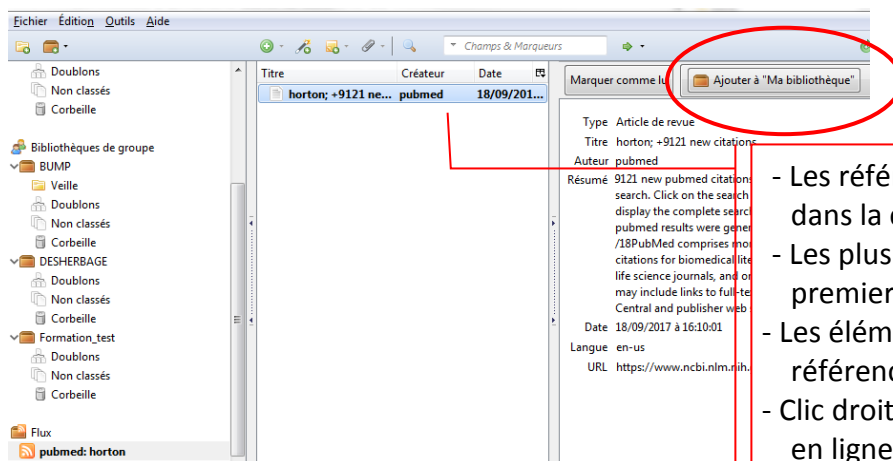 Fichier Édition Outils Aide
Champs & Marqueurs
Doublons
Non classés
Corbeille
Bibliothèques de groupe
BUMP
Veille
Doublons
Non classés
Corbeille
DESHERBAGE
Doublons
Non classés
Corbeille
Formation_test
Doublons
Non classés
Corbeille
Flux
pubmed: horton
Titre Créateur Date
horton; +9121 ne... pubmed 18/09/201...
Marquer comme lu Ajouter à "Ma bibliothèque"
Type Article de revue
Titre horton; +9121 new citations
Auteur pubmed
Résumé 9121 new pubmed citations
search. Click on the search
display the complete search
pubmed results were gener
/18PubMed comprises mor
citations for biomedical lite
life science journals, and on
may include links to full-te
Central and publisher web
Date 18/09/2017 à 16:10:01
Langue en-us
URL https://www.ncbi.nlm.nih.
- Les réfé
dans la
- Les plus
premier
- Les élém
référenc
- Clic droit
en ligne